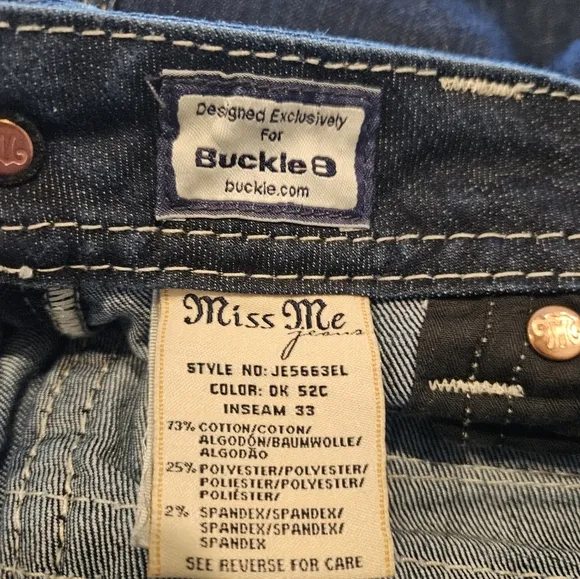 Designed Exclusively
For
Buckle B
buckle.com
Miss Me
jeans
STYLE NO: JE5663EL
COLOR: DK 52C
INSEAM 33
73% COTTON/COTON/
ALGODÓN/BAUMWOLLE/
ALGODÃO
25% POLYESTER/POLYESTER/
POLIESTER/POLYESTER/
POLIÉSTER/
2% SPANDEX/SPANDEX/
SPANDEX/SPANDEX/
SPANDEX
SEE REVERSE FOR CARE